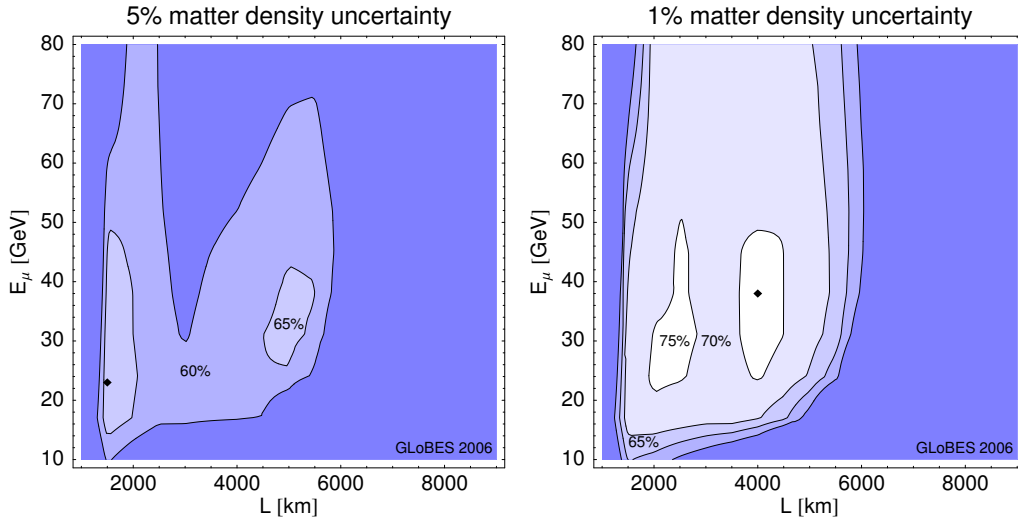 5% matter density uncertainty
80
70
60
50
40
30
20
10
E_μ [GeV]
65%
60%
GLoBES 2006
2000 4000 6000 8000
L [km]
1% matter density uncertainty
80
70
60
50
40
30
20
10
E_μ [GeV]
75% 70%
65%
GLoBES 2006
2000 4000 6000 8000
L [km]